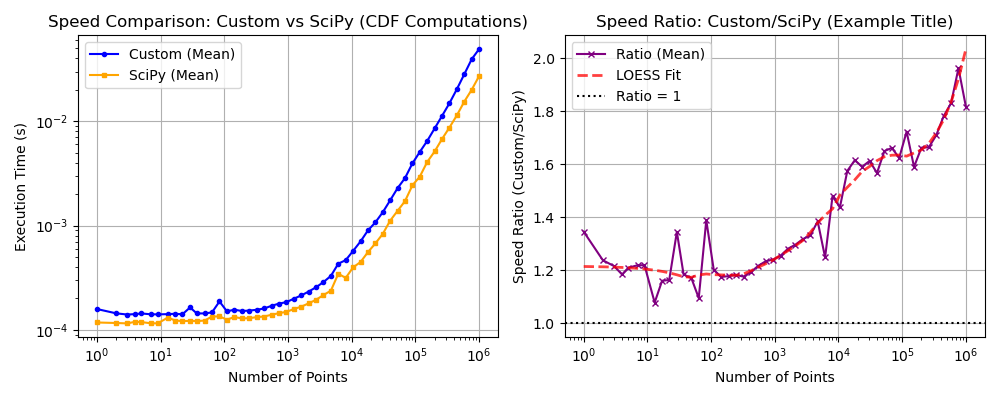 Speed Comparison: Custom vs SciPy (CDF Computations)
Custom (Mean)
SciPy (Mean)
Execution Time (s)
10⁻²
10⁻³
10⁻⁴
10⁰ 10¹ 10² 10³ 10⁴ 10⁵ 10⁶
Number of Points
Speed Ratio: Custom/SciPy (Example Title)
Ratio (Mean)
LOESS Fit
Ratio = 1
Speed Ratio (Custom/SciPy)
2.0
1.8
1.6
1.4
1.2
1.0
10⁰ 10¹ 10² 10³ 10⁴ 10⁵ 10⁶
Number of Points